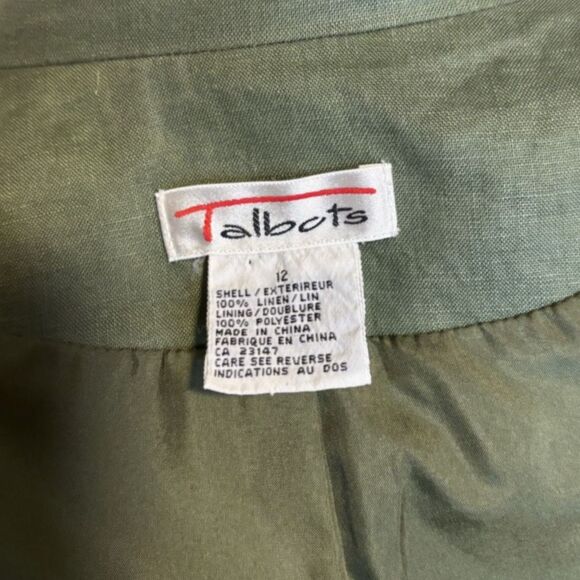 Talbots
12
SHELL/EXTERIREUR
100% LINEN/LIN
LINING/DOUBLURE
100% POLYESTER
MADE IN CHINA
FABRIQUE EN CHINA
CA 23147
CARE SEE REVERSE
INDICATIONS AU DOS